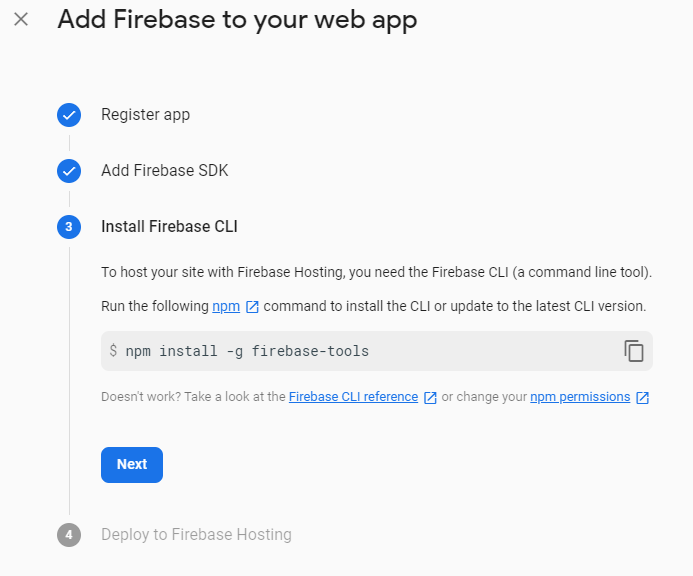 Add Firebase to your web app
Register app
Add Firebase SDK
3
Install Firebase CLI
To host your site with Firebase Hosting, you need the Firebase CLI (a command line tool).
Run the following npm command to install the CLI or update to the latest CLI version.
$ npm install -g firebase-tools
Doesn't work? Take a look at the Firebase CLI reference or change your npm permissions
Next
4
Deploy to Firebase Hosting